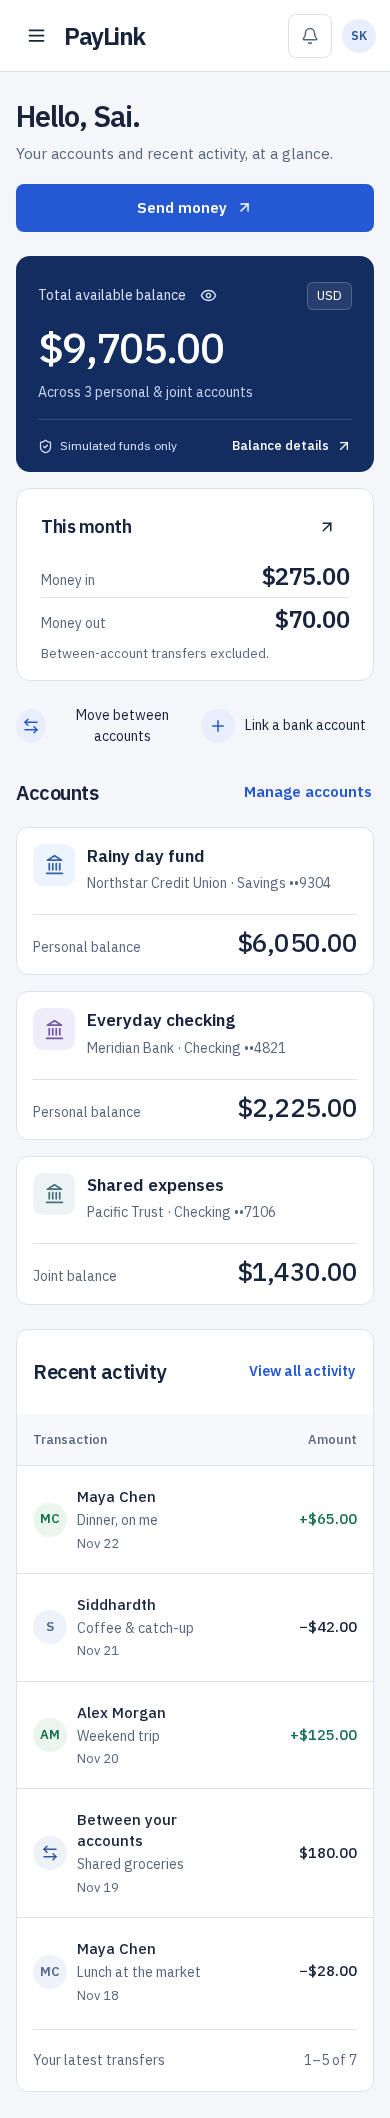 PayLink
SK
Hello, Sai.
Your accounts and recent activity, at a glance.
Send money
Total available balance
USD
$9,705.00
Across 3 personal & joint accounts
Simulated funds only
Balance details
This month
Money in
$275.00
Money out
$70.00
Between-account transfers excluded.
Move between
accounts
Link a bank account
Accounts
Manage accounts
Rainy day fund
Northstar Credit Union · Savings ••9304
Personal balance
$6,050.00
Everyday checking
Meridian Bank · Checking ••4821
Personal balance
$2,225.00
Shared expenses
Pacific Trust · Checking ••7106
Joint balance
$1,430.00
Recent activity
View all activity
Transaction
Amount
MC
Maya Chen
Dinner, on me
Nov 22
+$65.00
S
Siddhardth
Coffee & catch-up
Nov 21
−$42.00
AM
Alex Morgan
Weekend trip
Nov 20
+$125.00
Between your
accounts
Shared groceries
Nov 19
$180.00
MC
Maya Chen
Lunch at the market
Nov 18
−$28.00
Your latest transfers
1–5 of 7